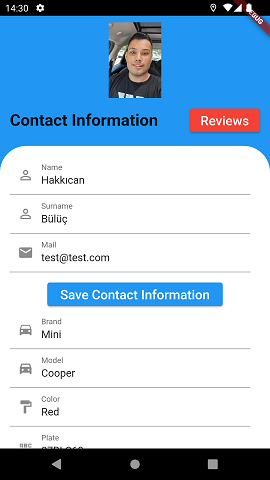 14:30
DEBUG
Contact Information
Reviews
Name
Hakkıcan
Surname
Bülüç
Mail
test@test.com
Save Contact Information
Brand
Mini
Model
Cooper
Color
Red
Plate